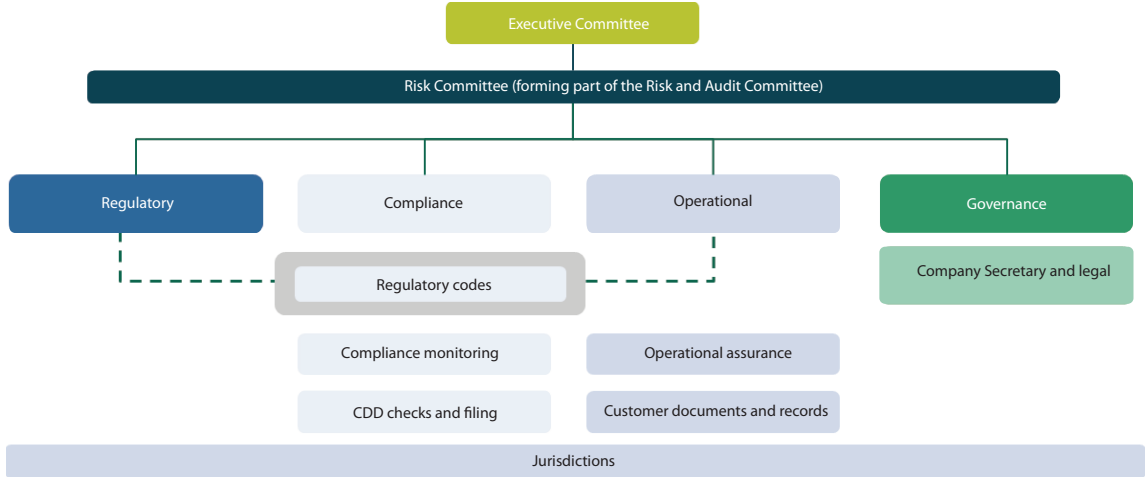 Executive Committee
Risk Committee (forming part of the Risk and Audit Committee)
Regulatory
Compliance
Operational
Governance
Company Secretary and legal
Regulatory codes
Compliance monitoring
Operational assurance
CDD checks and filing
Customer documents and records
Jurisdictions